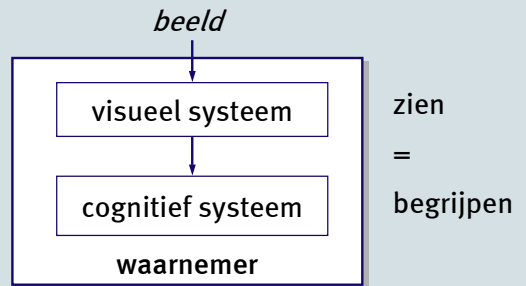 beeld
visueel systeem
cognitief systeem
waarnemer
zien
=
begrijpen